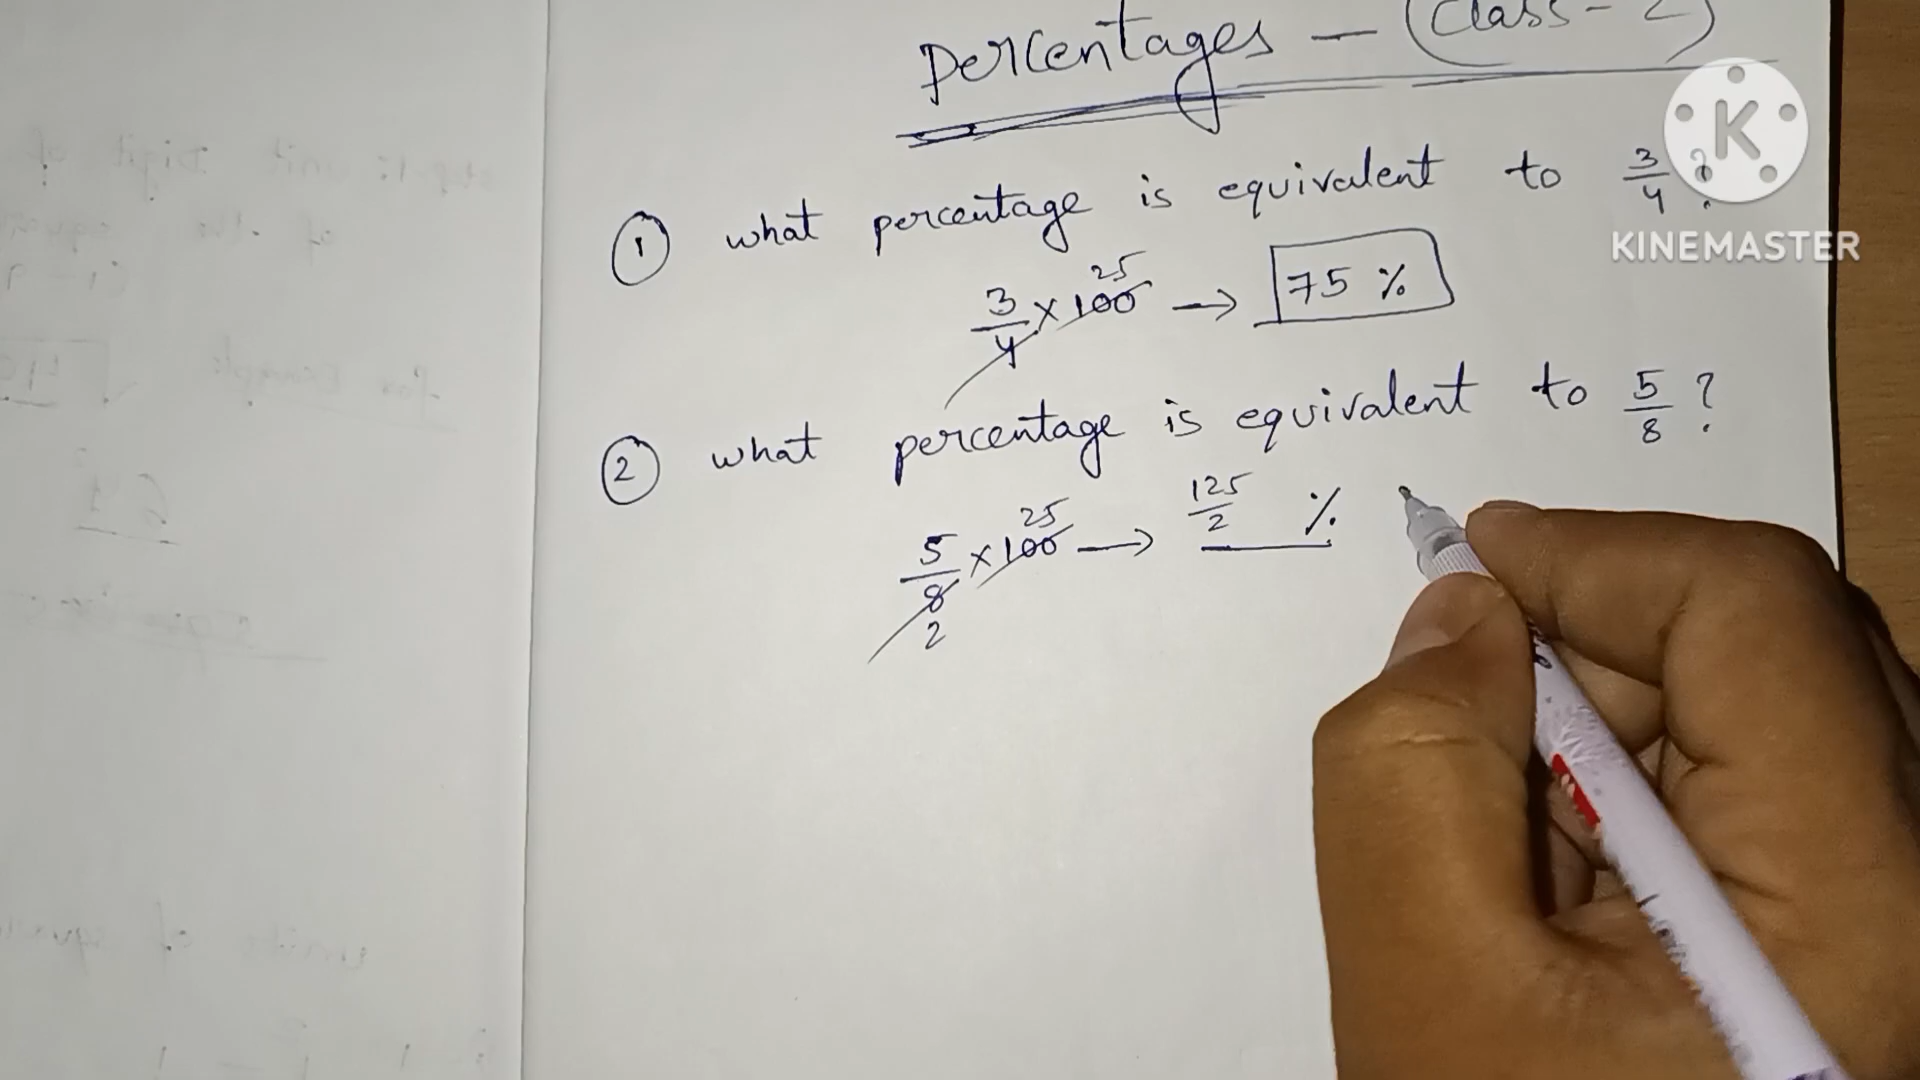 Percentages - (Class - 2)
① what percentage is equivalent to 3/4 ?
KINEMASTER
3/4 × 100 25 → 75 %
② what percentage is equivalent to 5/8 ?
5/8 2 × 100 25 → 125/2 %